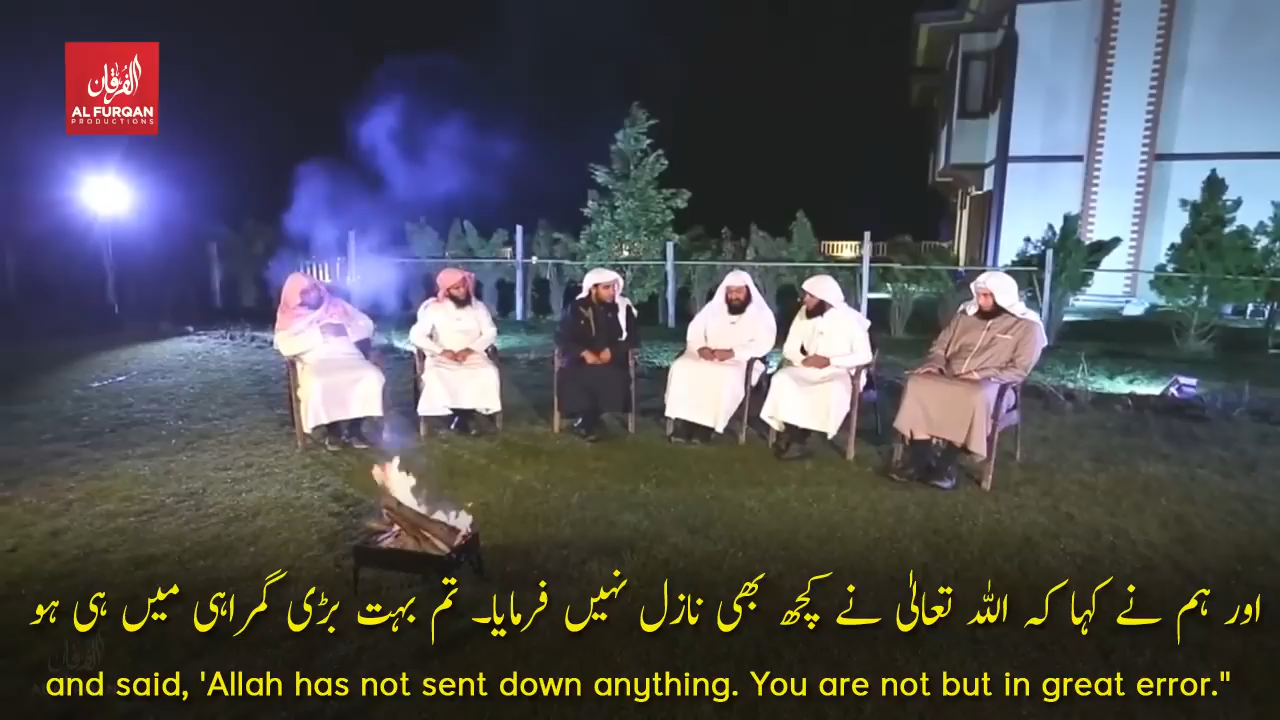 الفرقان
AL FURQAN
PRODUCTIONS
اور ہم نے کہا کہ اللہ تعالٰی نے کچھ بھی نازل نہیں فرمایا۔ تم بہت بڑی گمراہی میں ہی ہو
الفرقان
and said, 'Allah has not sent down anything. You are not but in great error."